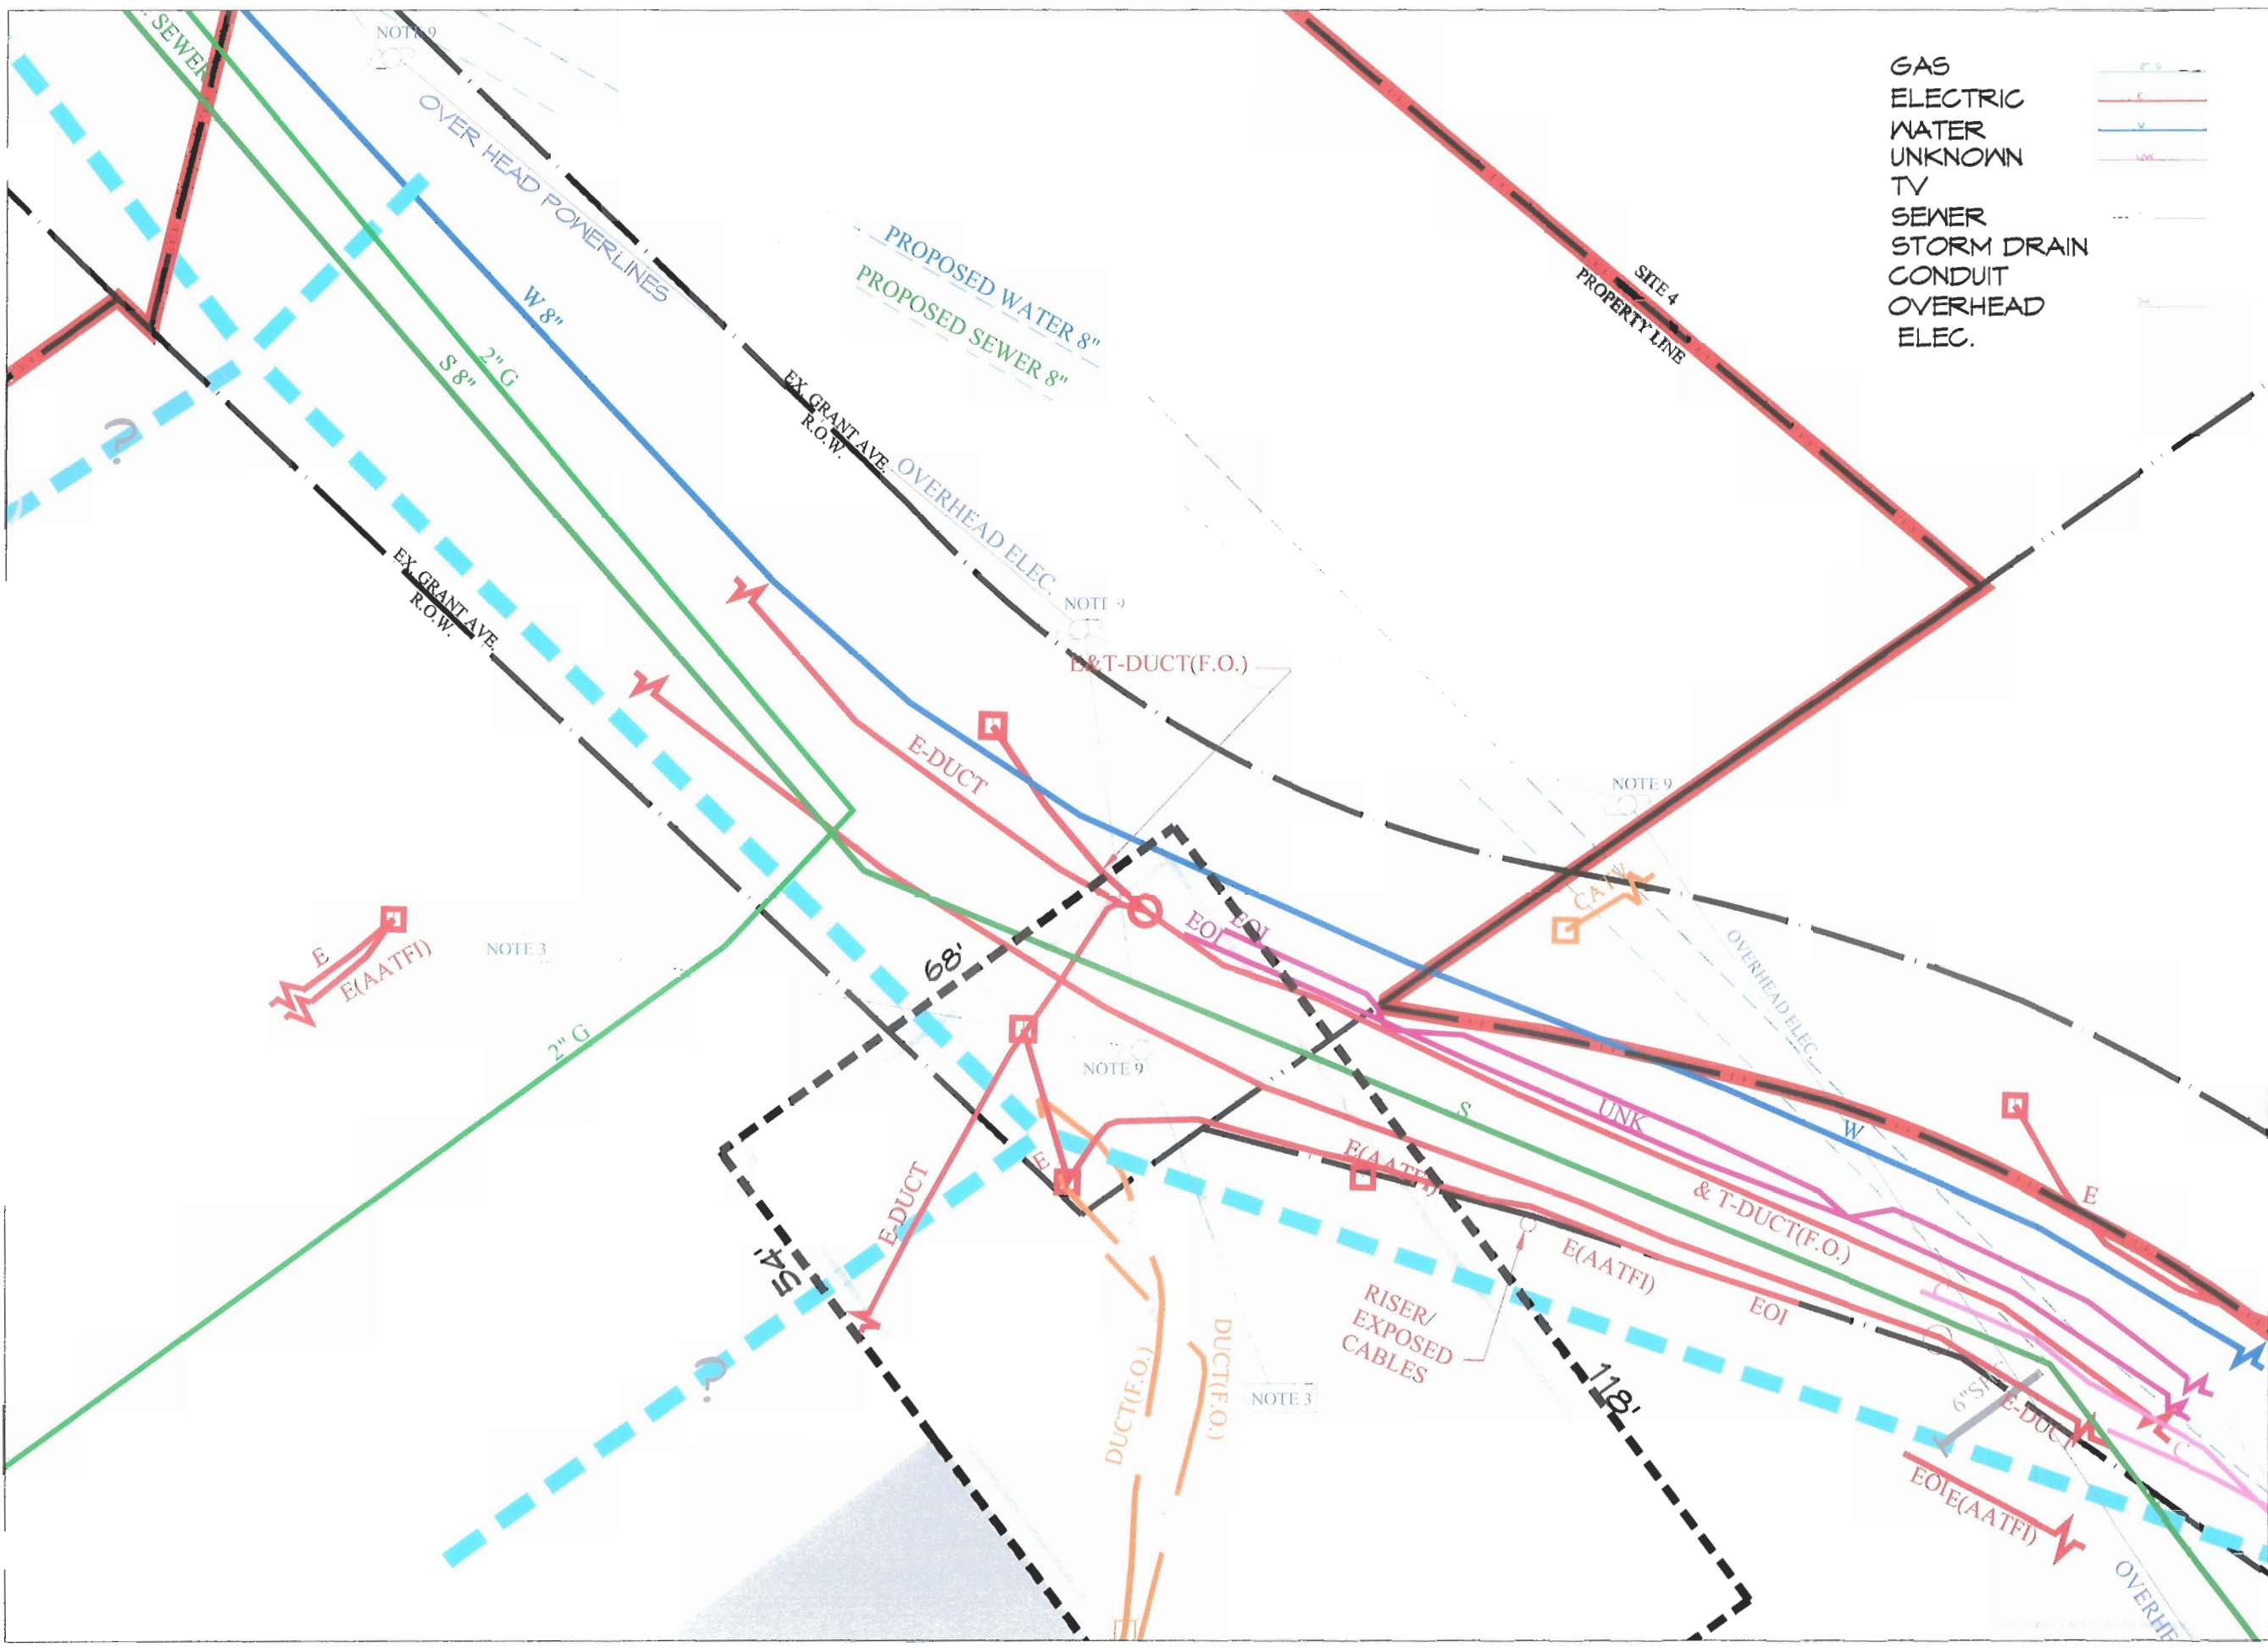 SEWER
NOTE 9
OVER HEAD POWERLINES
GAS
ELECTRIC
WATER
UNKNOWN
TV
SEWER
STORM DRAIN
CONDUIT
OVERHEAD
ELEC.
PROPOSED WATER 8"
PROPOSED SEWER 8"
SITE 4
PROPERTY LINE
W 8"
2" G
S 8"
?
EX. GRANT AVE.
R.O.W.
OVERHEAD ELEC.
EX. GRANT AVE.
R.O.W.
NOTE 9
E&T-DUCT(F.O.)
E-DUCT
NOTE 9
CATV
OVERHEAD ELEC.
EOI
EOI
68'
E
E(AATFI)
NOTE 3
2" G
NOTE 9
S
UNK
W
E
E
E(AATFI)
E-DUCT
& T-DUCT(F.O.)
E(AATFI)
EOI
54'
RISER/
EXPOSED
CABLES
?
DUCT(F.O.)
DUCT(F.O.)
NOTE 3
118'
C
6"
E-DUCT
C
EOI
E(AATFI)